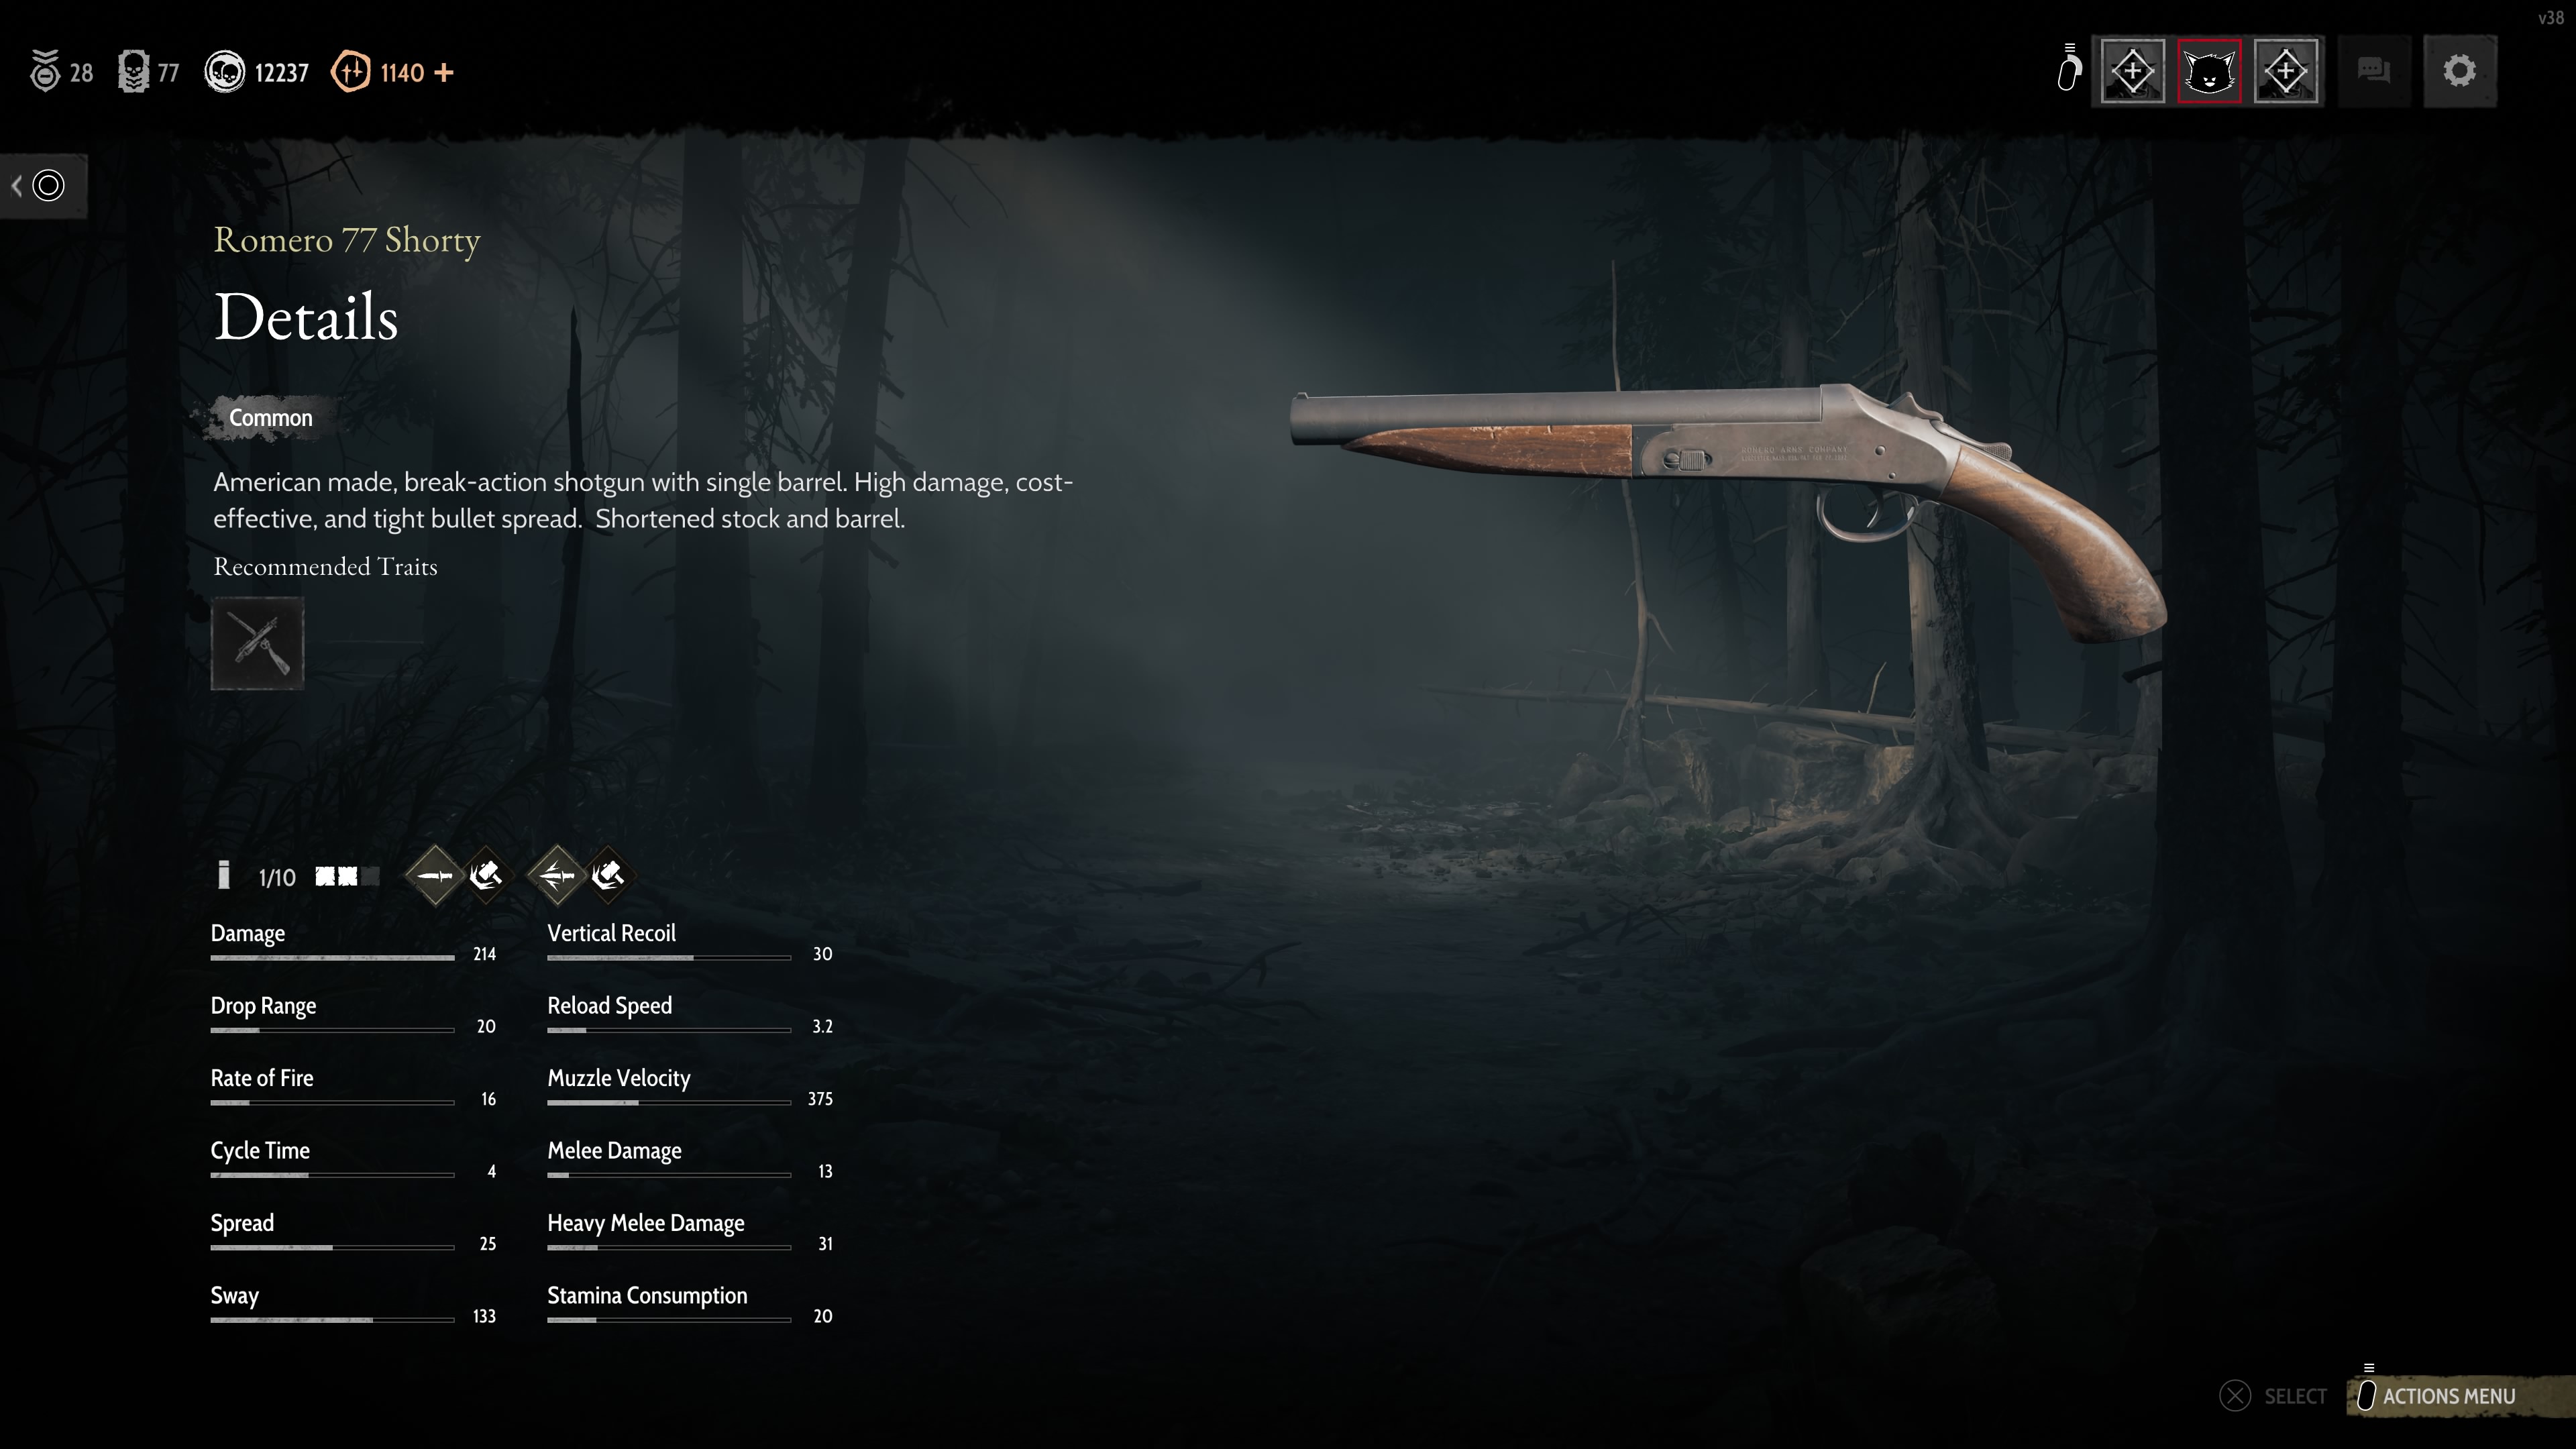 v38
28
77
12237
1140 +
Romero 77 Shorty
Details
Common
American made, break-action shotgun with single barrel. High damage, cost-
effective, and tight bullet spread. Shortened stock and barrel.
Recommended Traits
1/10
Damage
214
Drop Range
20
Rate of Fire
16
Cycle Time
4
Spread
25
Sway
133
Vertical Recoil
30
Reload Speed
3.2
Muzzle Velocity
375
Melee Damage
13
Heavy Melee Damage
31
Stamina Consumption
20
ROMERO ARMS COMPANY
SELECT
ACTIONS MENU